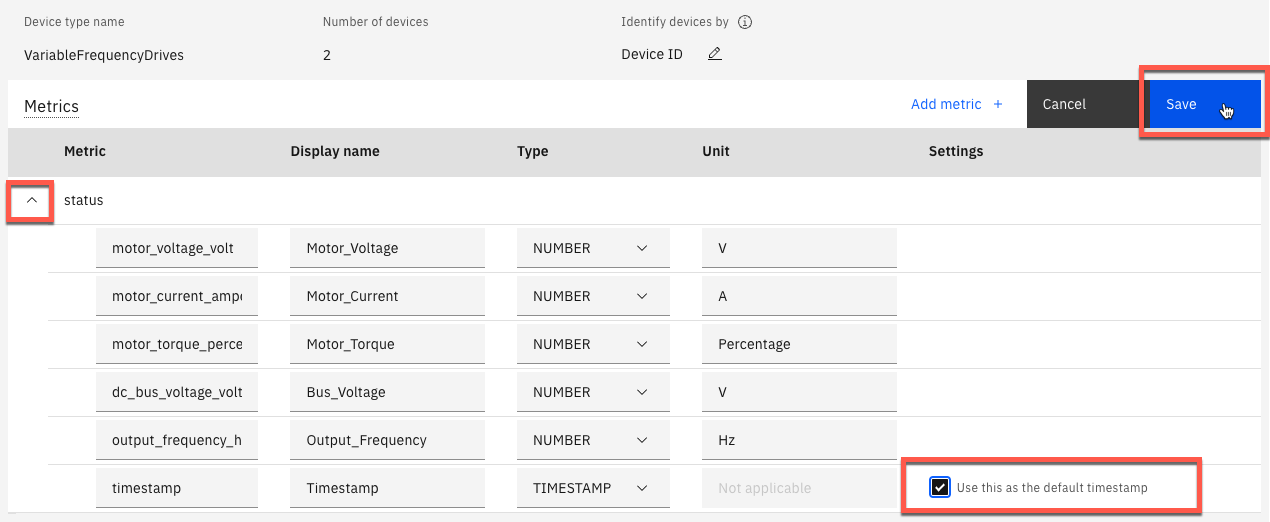 Device type name Number of devices Identify devices by
VariableFrequencyDrives 2 Device ID
Metrics Add metric + Cancel Save
Metric Display name Type Unit Settings
status
motor_voltage_volt Motor_Voltage NUMBER V
motor_current_amp Motor_Current NUMBER A
motor_torque_perce Motor_Torque NUMBER Percentage
dc_bus_voltage_volt Bus_Voltage NUMBER V
output_frequency_h Output_Frequency NUMBER Hz
timestamp Timestamp TIMESTAMP Not applicable Use this as the default timestamp